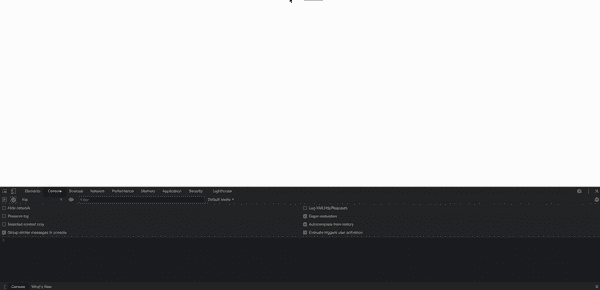 Elements Console Sources Network Performance Memory Application Security Lighthouse
top Filter Default levels
Hide network Log XMLHttpRequests
Preserve log Eager evaluation
Selected context only Autocomplete from history
Group similar messages in console Evaluate triggers user activation
Console What's New